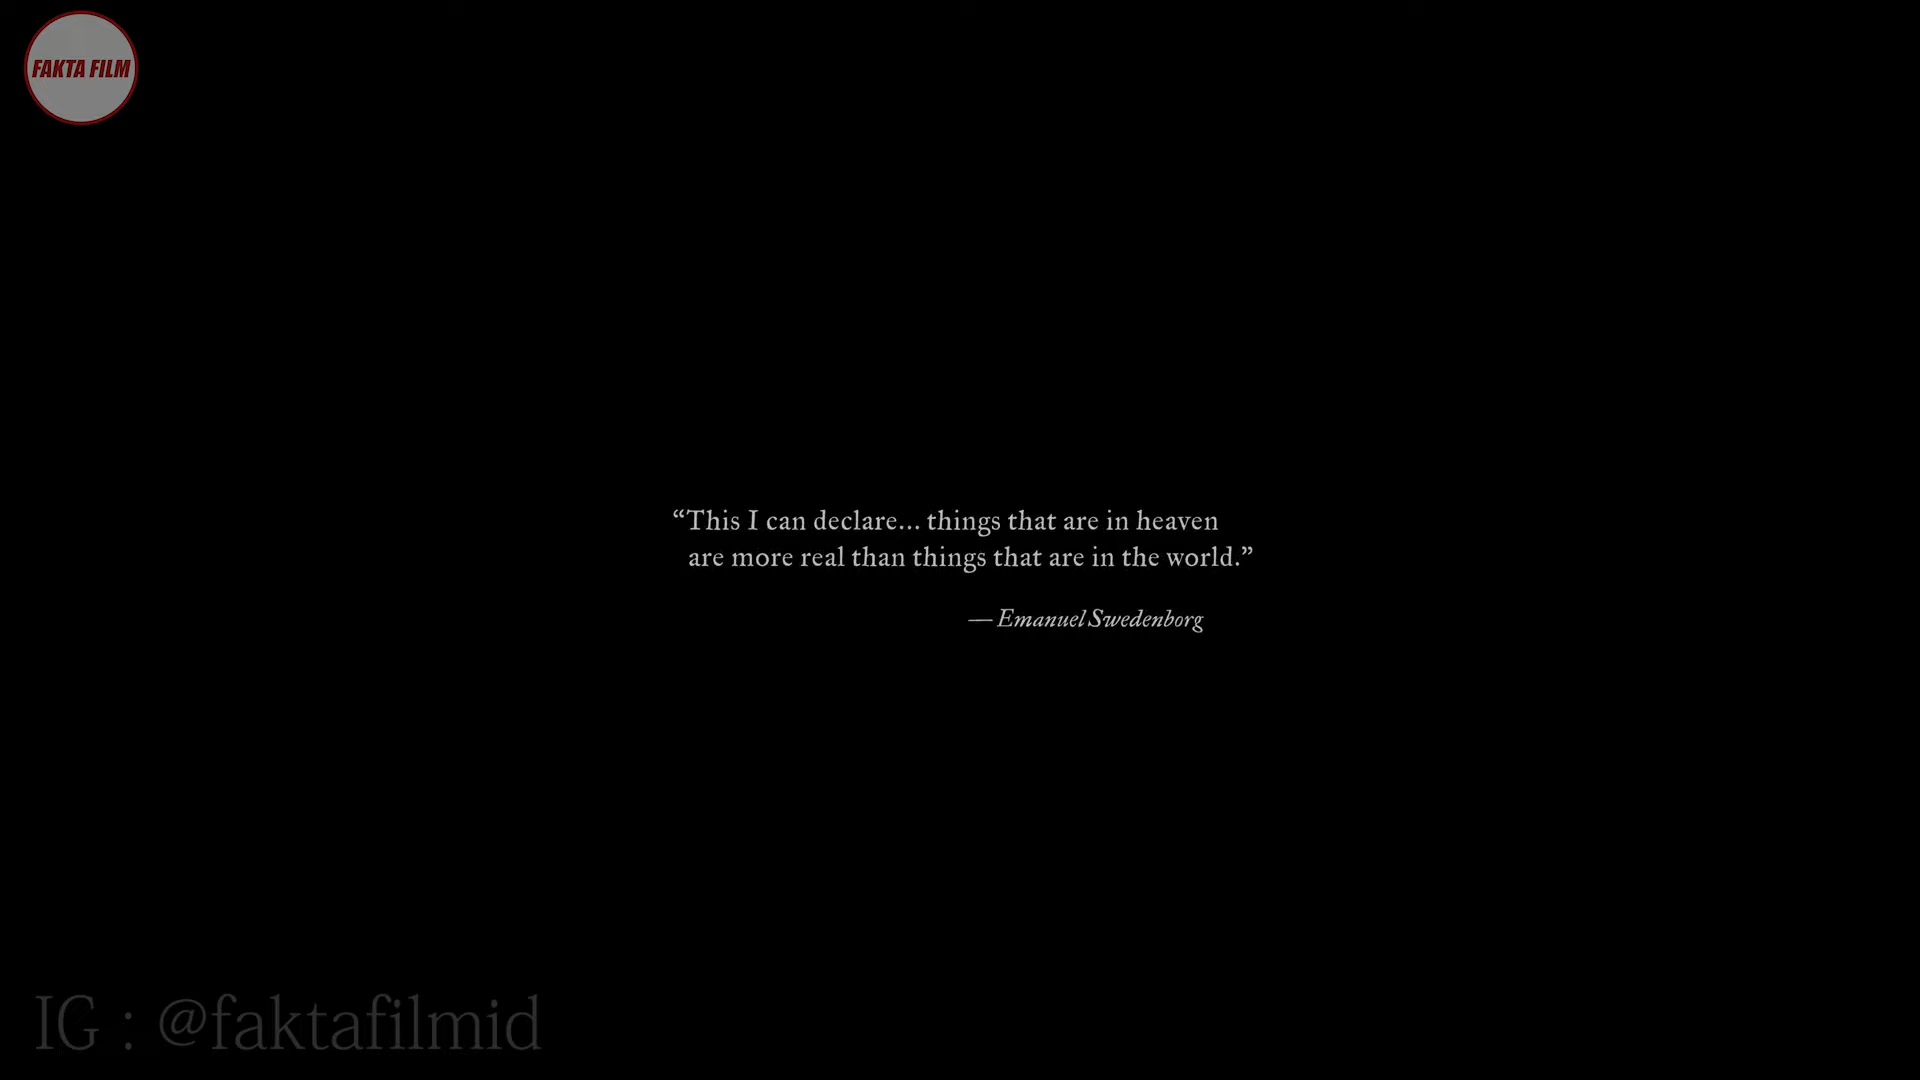 FAKTA FILM
“This I can declare... things that are in heaven
are more real than things that are in the world.”
— Emanuel Swedenborg
IG : @faktafilmid